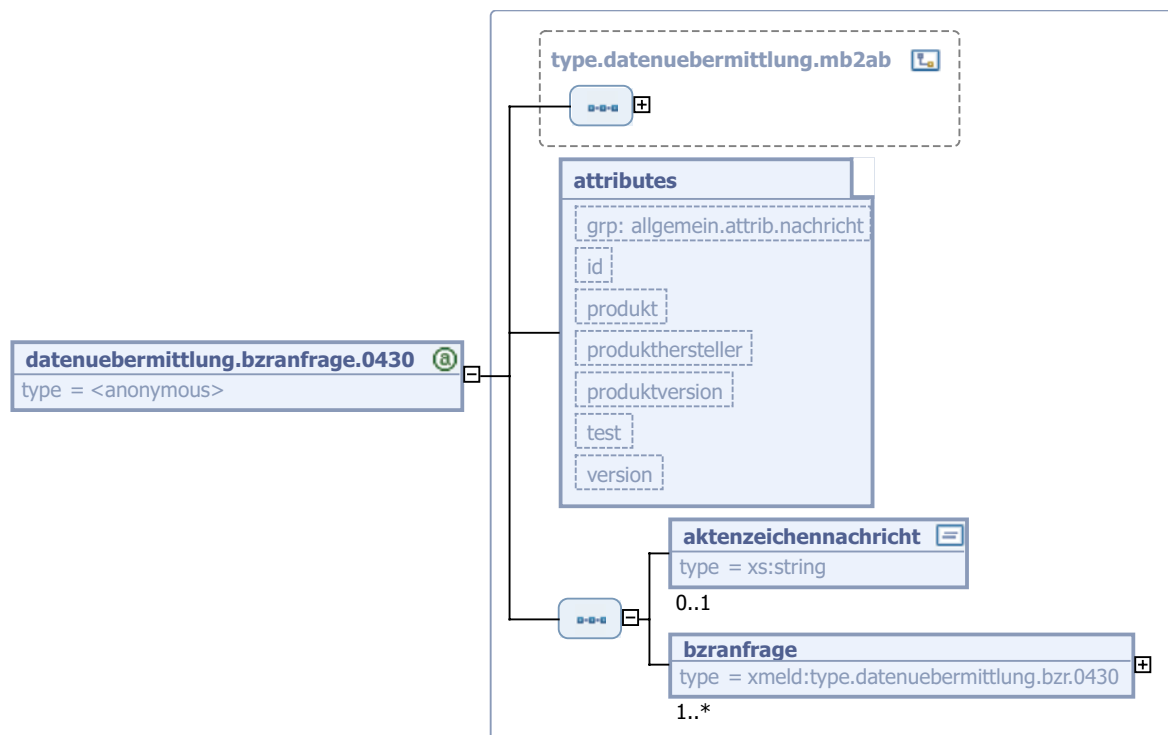 type.datenuebermittlung.mb2ab
attributes
grp: allgemein.attrib.nachricht
id
produkt
produkthersteller
produktversion
test
version
datenuebermittlung.bzranfrage.0430 @
type = <anonymous>
aktenzeichennachricht
type = xs:string
0..1
bzranfrage
type = xmeld:type.datenuebermittlung.bzr.0430
1..*